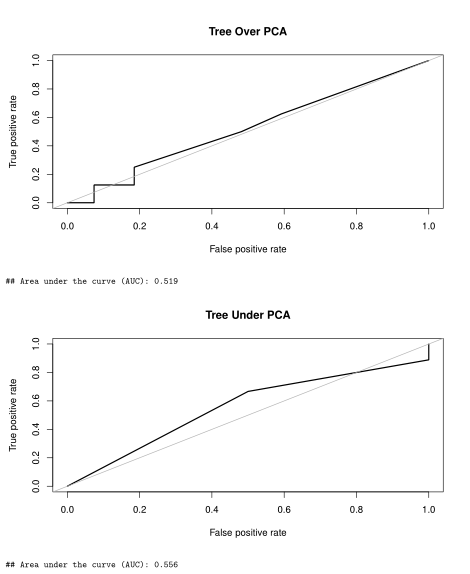 Tree Over PCA
True positive rate
0.0 0.2 0.4 0.6 0.8 1.0
0.0 0.2 0.4 0.6 0.8 1.0
False positive rate
## Area under the curve (AUC): 0.519
Tree Under PCA
True positive rate
0.0 0.2 0.4 0.6 0.8 1.0
0.0 0.2 0.4 0.6 0.8 1.0
False positive rate
## Area under the curve (AUC): 0.556